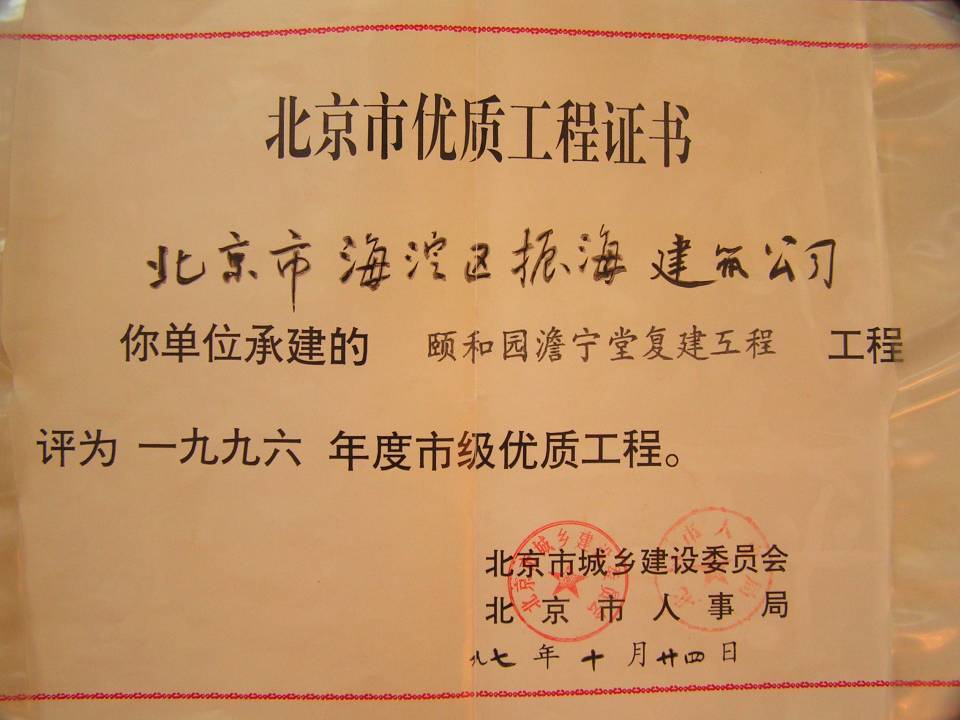 北京市优质工程证书
北京市海淀区振海建筑公司
你单位承建的 颐和园澹宁堂复建工程 工程
评为 一九九六 年度市级优质工程。
北京市城乡建设委员会
北京市人事局
九七年十月廿四日